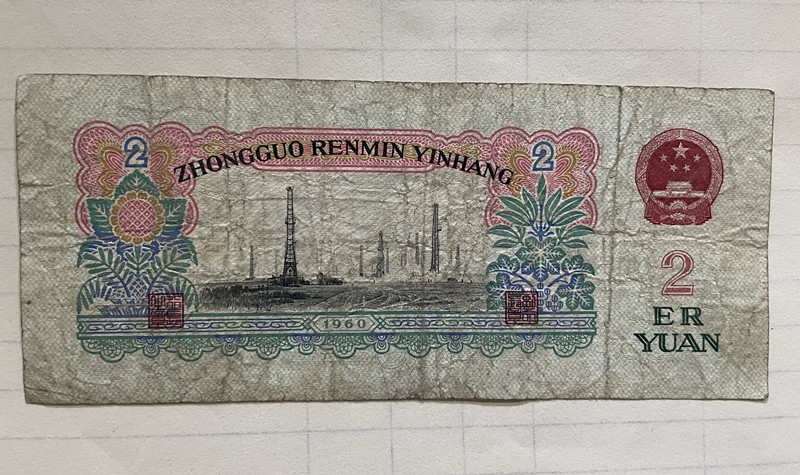 2 2
ZHONGGUO RENMIN YINHANG
1960
2
ER
YUAN